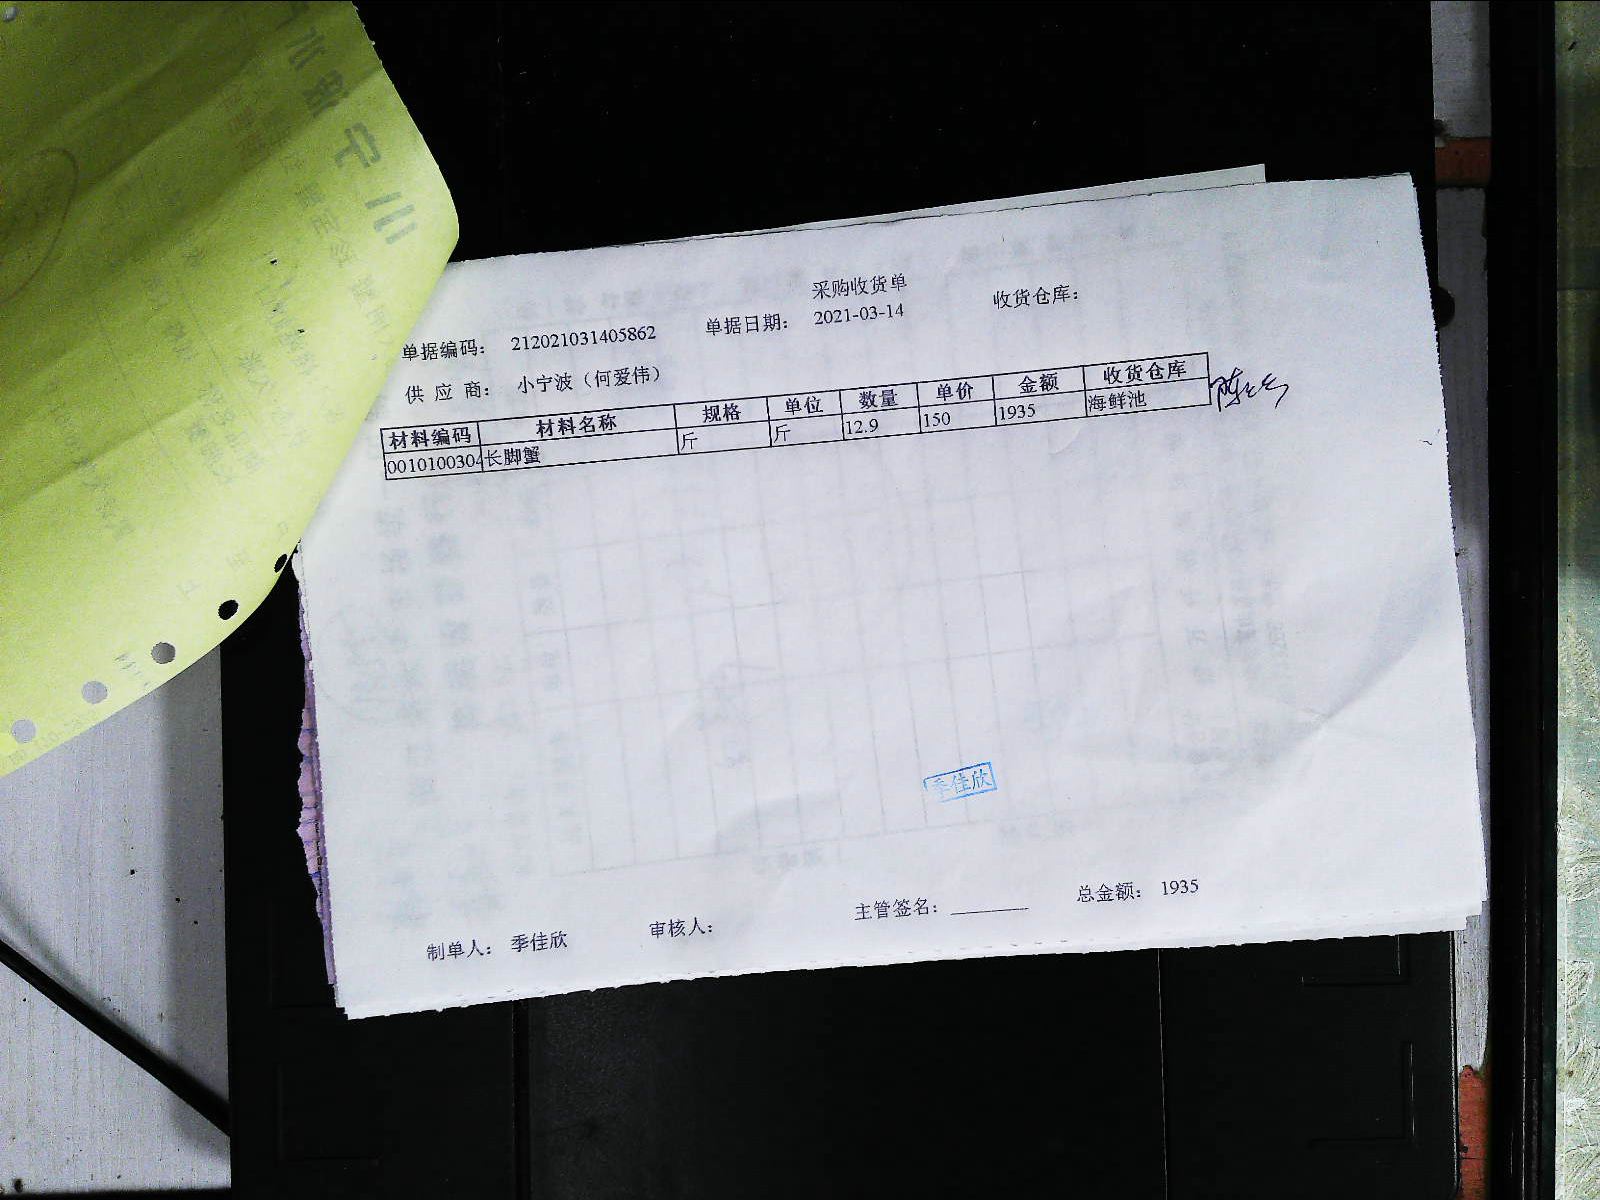 采购收货单
单据编码： 212021031405862 单据日期： 2021-03-14 收货仓库：
供 应 商： 小宁波（何爱伟）
材料编码 材料名称 规格 单位 数量 单价 金额 收货仓库
0010100304 长脚蟹 斤 斤 12.9 150 1935 海鲜池
季佳欣
制单人： 季佳欣 审核人： 主管签名： 总金额： 1935